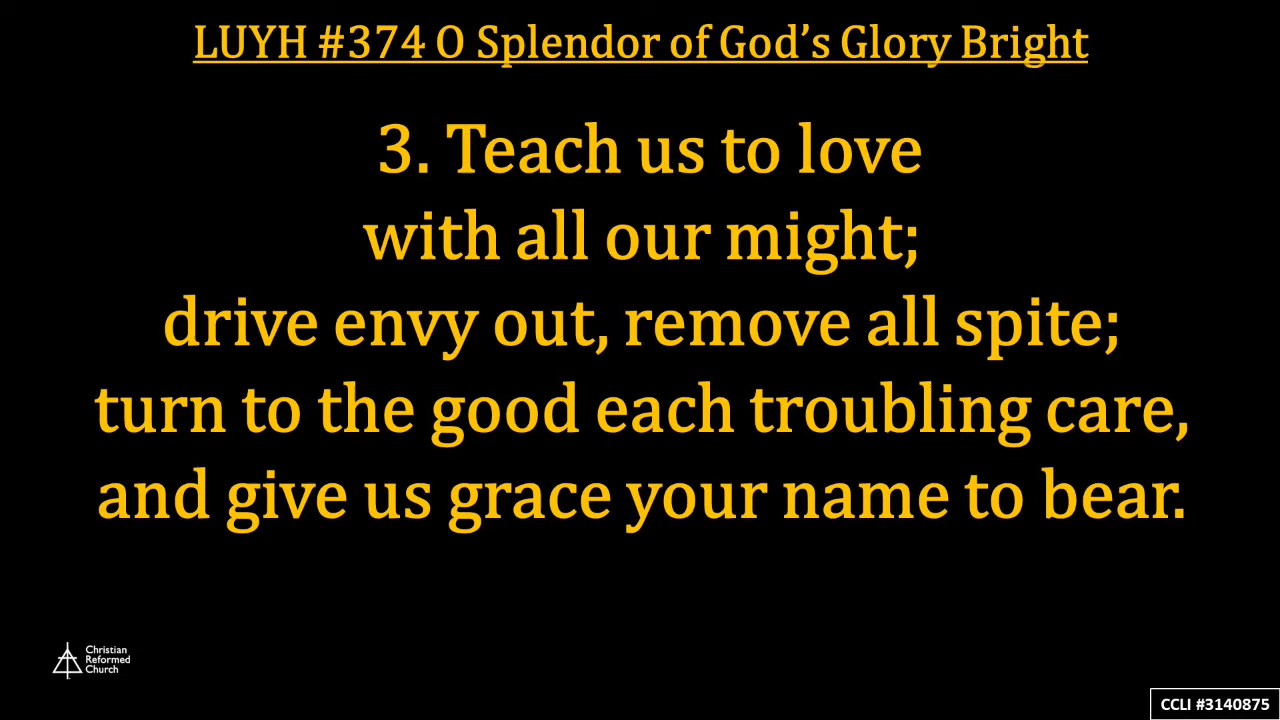 LUYH #374 O Splendor of God’s Glory Bright
3. Teach us to love
with all our might;
drive envy out, remove all spite;
turn to the good each troubling care,
and give us grace your name to bear.
Christian
Reformed
Church
CCLI #3140875